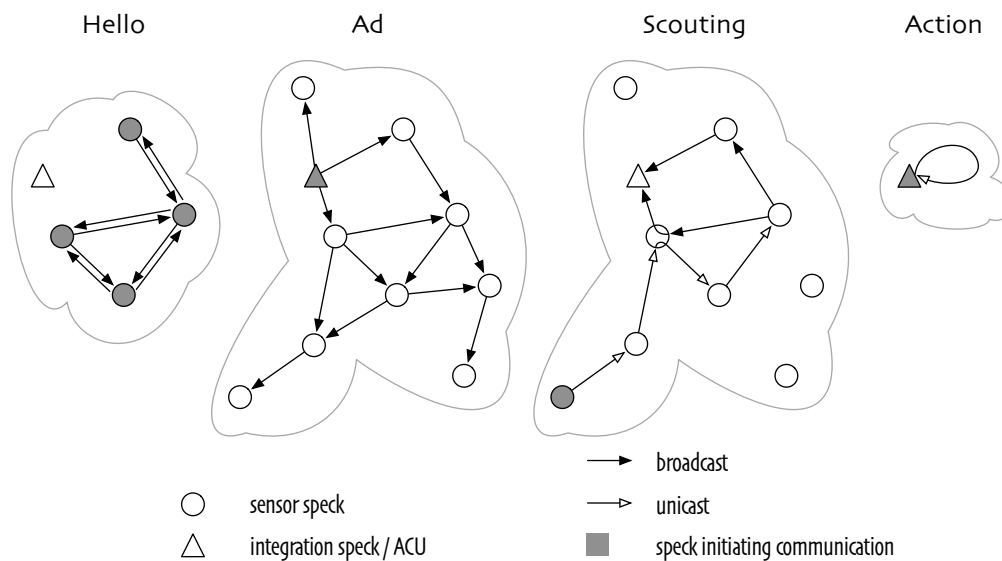 Hello
Ad
Scouting
Action
broadcast
sensor speck
unicast
integration speck / ACU
speck initiating communication